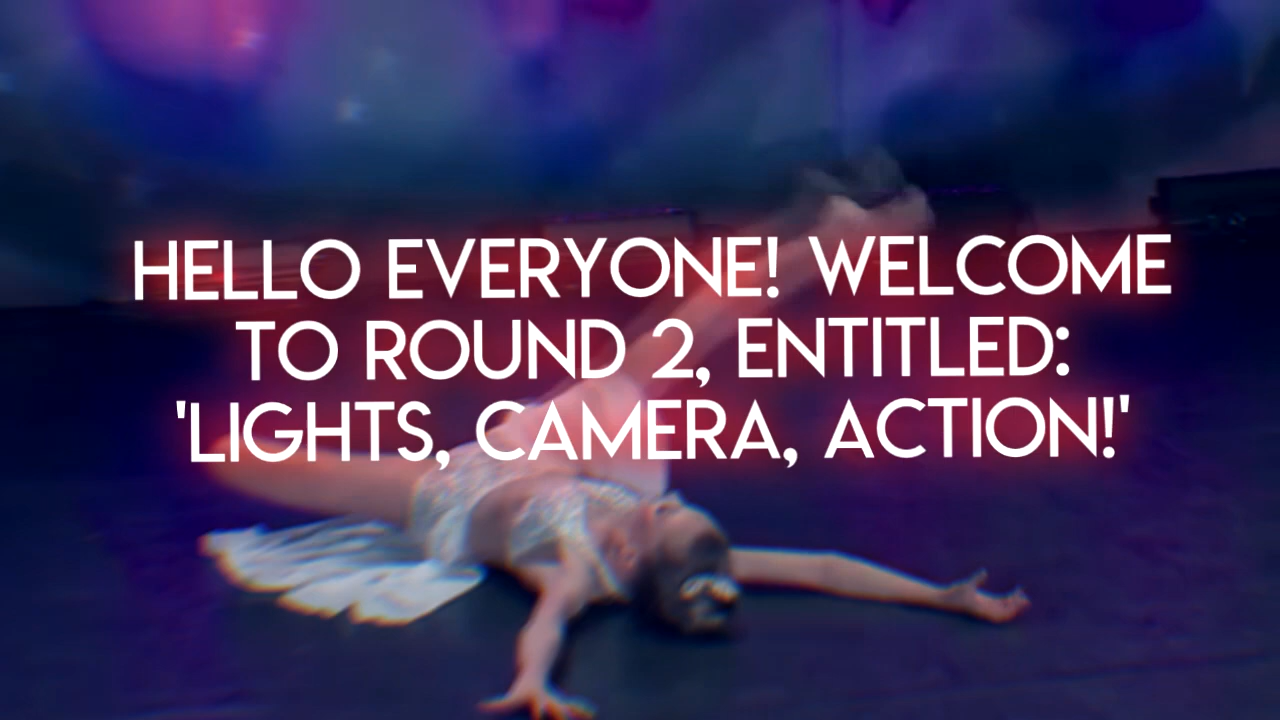 HELLO EVERYONE! WELCOME
TO ROUND 2, ENTITLED:
'LIGHTS, CAMERA, ACTION!'